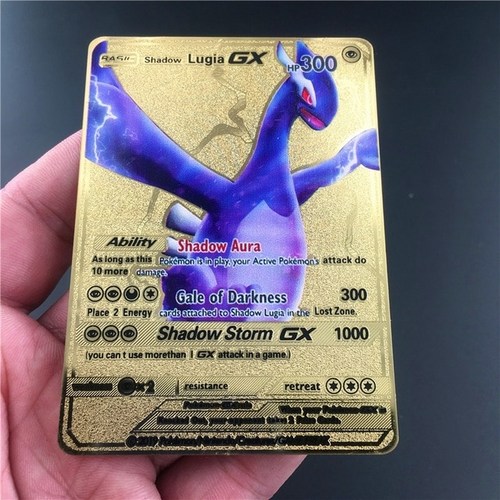 BASIC Shadow Lugia GX HP300
Ability Shadow Aura
As long as this Pokémon is in play, your Active Pokémon's attack do
10 more damage.
Gale of Darkness 300
Place 2 Energy cards attached to Shadow Lugia in the Lost Zone.
Shadow Storm GX 1000
(you can t use morethan 1 GX attack in a game.)
weakness ×2 resistance retreat